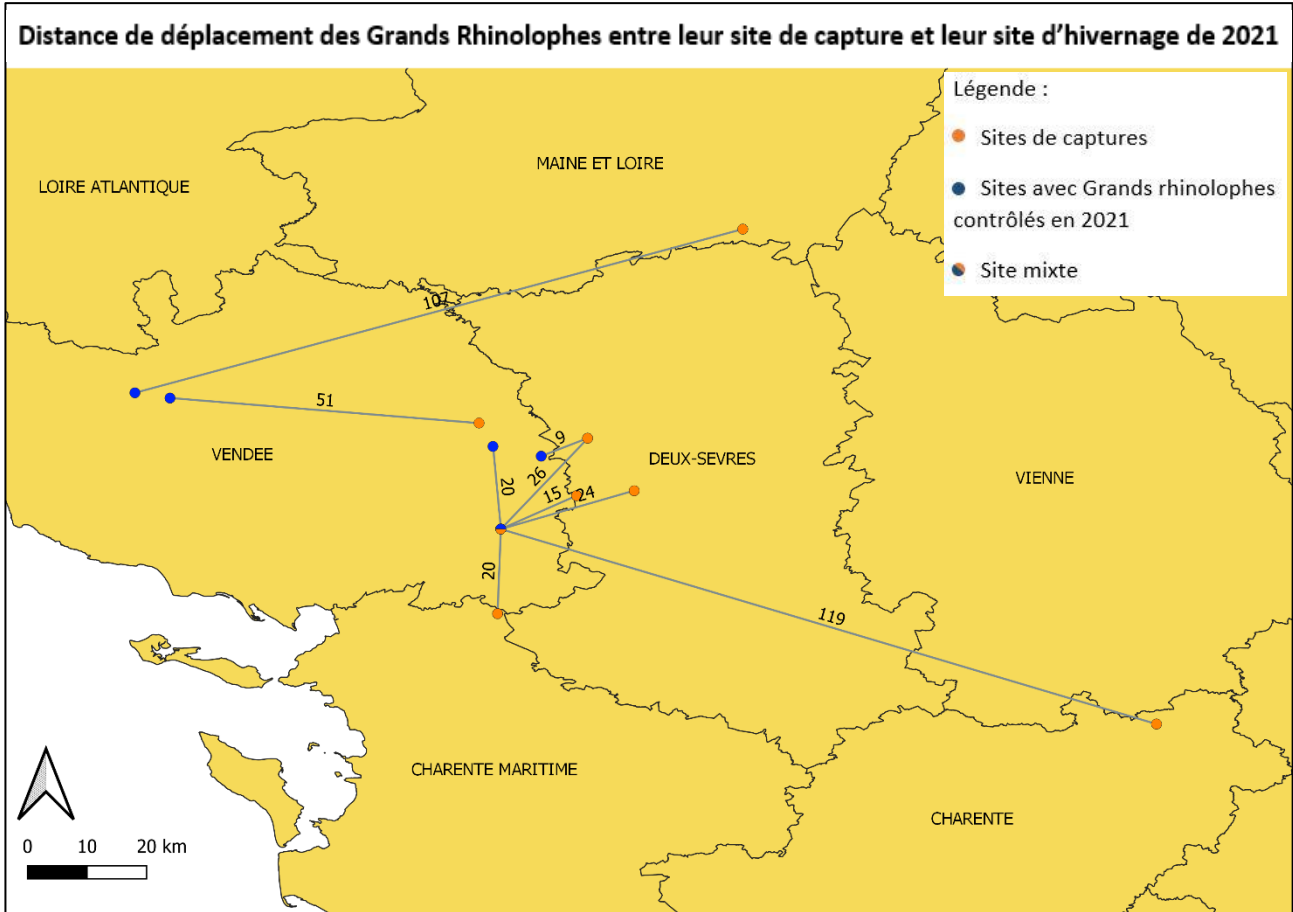 Distance de déplacement des Grands Rhinolophes entre leur site de capture et leur site d’hivernage de 2021
Légende :
Sites de captures
Sites avec Grands rhinolophes
contrôlés en 2021
Site mixte
MAINE ET LOIRE
LOIRE ATLANTIQUE
107
51
VENDEE
9
DEUX-SEVRES
26
20
15
24
VIENNE
20
119
CHARENTE MARITIME
CHARENTE
0 10 20 km